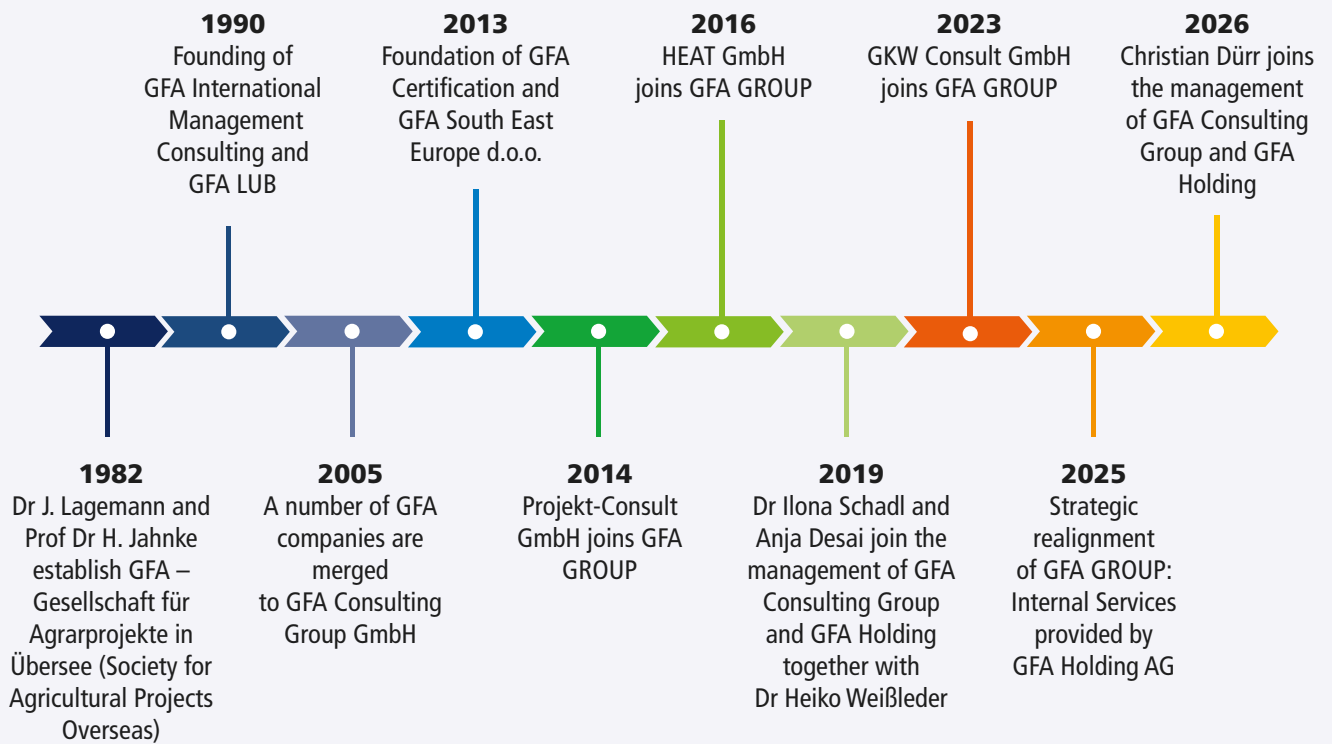 1990
Founding of
GFA International
Management
Consulting and
GFA LUB
2013
Foundation of GFA
Certification and
GFA South East
Europe d.o.o.
2016
HEAT GmbH
joins GFA GROUP
2023
GKW Consult GmbH
joins GFA GROUP
2026
Christian Dürr joins
the management
of GFA Consulting
Group and GFA
Holding
1982
Dr J. Lagemann and
Prof Dr H. Jahnke
establish GFA –
Gesellschaft für
Agrarprojekte in
Übersee (Society for
Agricultural Projects
Overseas)
2005
A number of GFA
companies are
merged
to GFA Consulting
Group GmbH
2014
Projekt-Consult
GmbH joins GFA
GROUP
2019
Dr Ilona Schadl and
Anja Desai join the
management of GFA
Consulting Group
and GFA Holding
together with
Dr Heiko Weißleder
2025
Strategic
realignment
of GFA GROUP:
Internal Services
provided by
GFA Holding AG